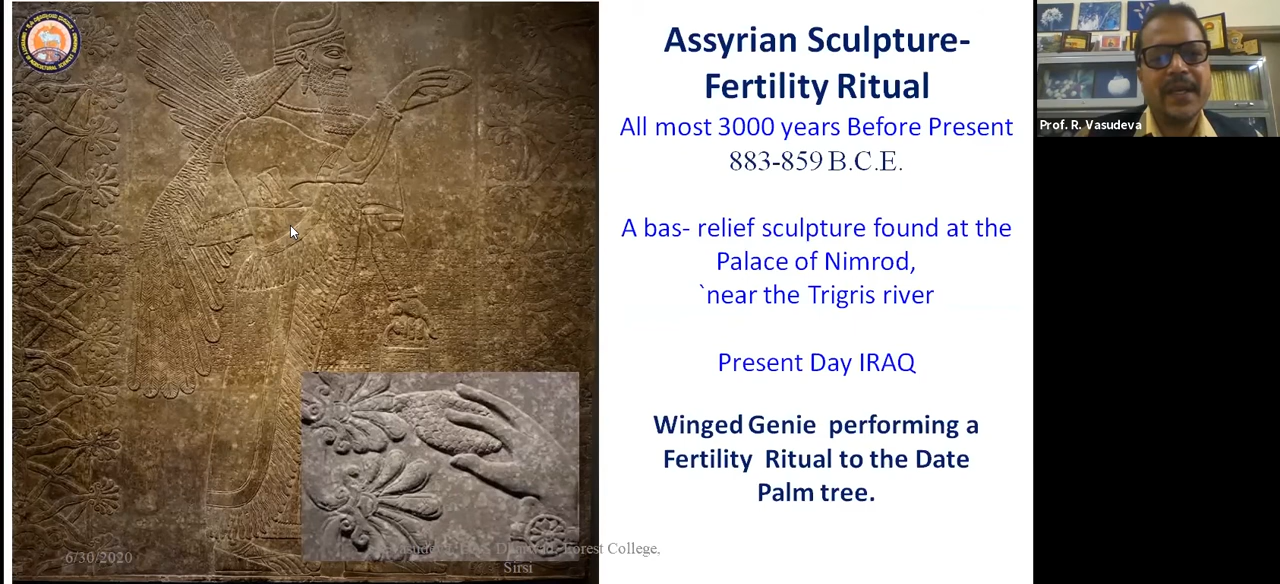 Assyrian Sculpture-
Fertility Ritual
All most 3000 years Before Present
883-859 B.C.E.
A bas- relief sculpture found at the
Palace of Nimrod,
`near the Trigris river
Present Day IRAQ
Winged Genie performing a
Fertility Ritual to the Date
Palm tree.
Prof. R. Vasudeva
6/30/2020
Forest College,
Sirsi